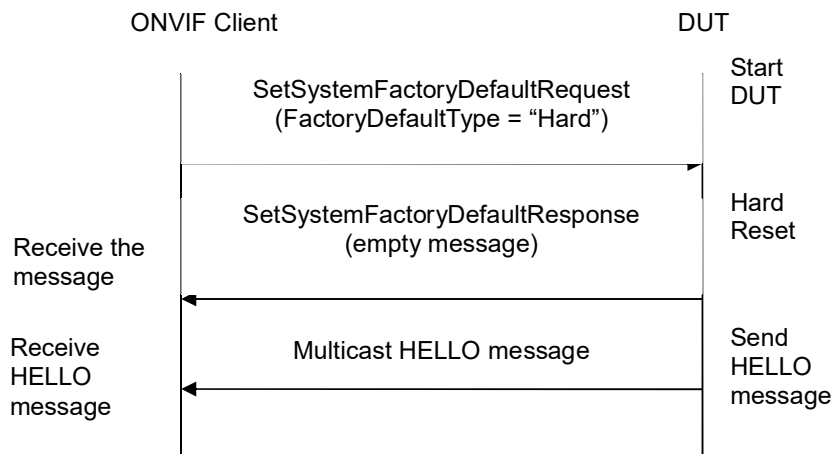 ONVIF Client
DUT
Start
DUT
SetSystemFactoryDefaultRequest
(FactoryDefaultType = “Hard”)
Hard
Reset
SetSystemFactoryDefaultResponse
(empty message)
Receive the
message
Multicast HELLO message
Send
HELLO
message
Receive
HELLO
message